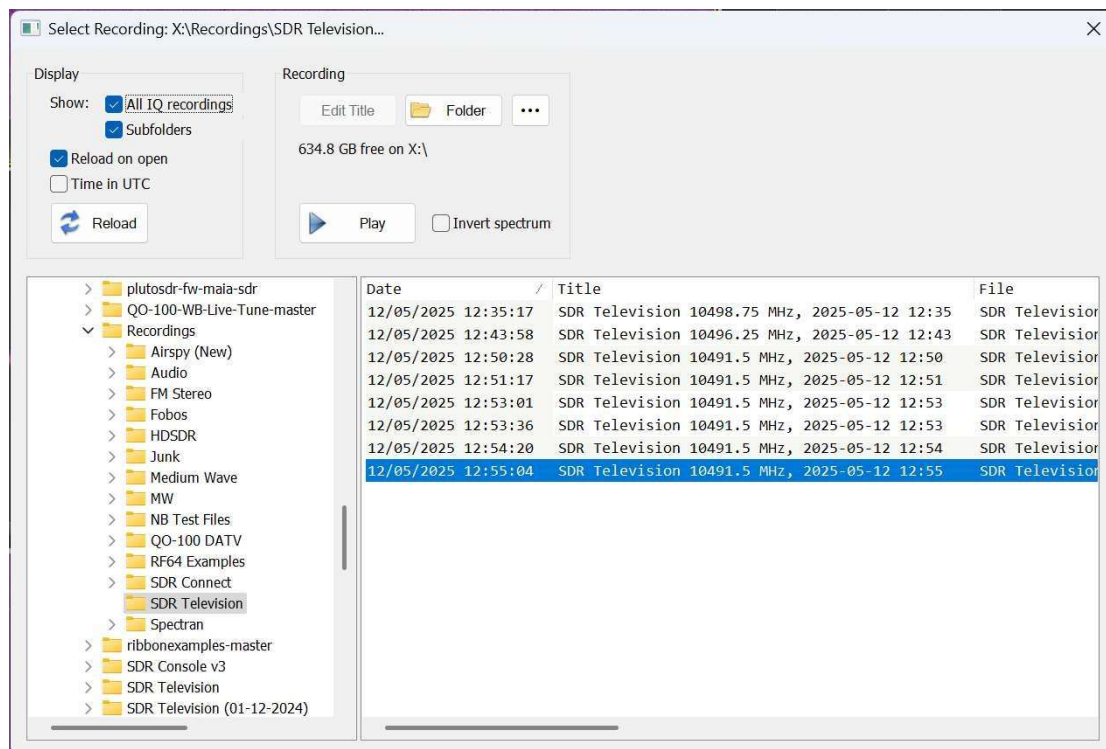 Select Recording: X:\Recordings\SDR Television...
Display
Show: All IQ recordings
Subfolders
Reload on open
Time in UTC
Reload
Recording
Edit Title Folder ...
634.8 GB free on X:\
Play Invert spectrum
plutosdr-fw-maia-sdr
QO-100-WB-Live-Tune-master
Recordings
Airspy (New)
Audio
FM Stereo
Fobos
HDSDR
Junk
Medium Wave
MW
NB Test Files
QO-100 DATV
RF64 Examples
SDR Connect
SDR Television
Spectran
ribbonexamples-master
SDR Console v3
SDR Television
SDR Television (01-12-2024)
Date Title File
12/05/2025 12:35:17 SDR Television 10498.75 MHz, 2025-05-12 12:35 SDR Television
12/05/2025 12:43:58 SDR Television 10496.25 MHz, 2025-05-12 12:43 SDR Television
12/05/2025 12:50:28 SDR Television 10491.5 MHz, 2025-05-12 12:50 SDR Television
12/05/2025 12:51:17 SDR Television 10491.5 MHz, 2025-05-12 12:51 SDR Television
12/05/2025 12:53:01 SDR Television 10491.5 MHz, 2025-05-12 12:53 SDR Television
12/05/2025 12:53:36 SDR Television 10491.5 MHz, 2025-05-12 12:53 SDR Television
12/05/2025 12:54:20 SDR Television 10491.5 MHz, 2025-05-12 12:54 SDR Television
12/05/2025 12:55:04 SDR Television 10491.5 MHz, 2025-05-12 12:55 SDR Television